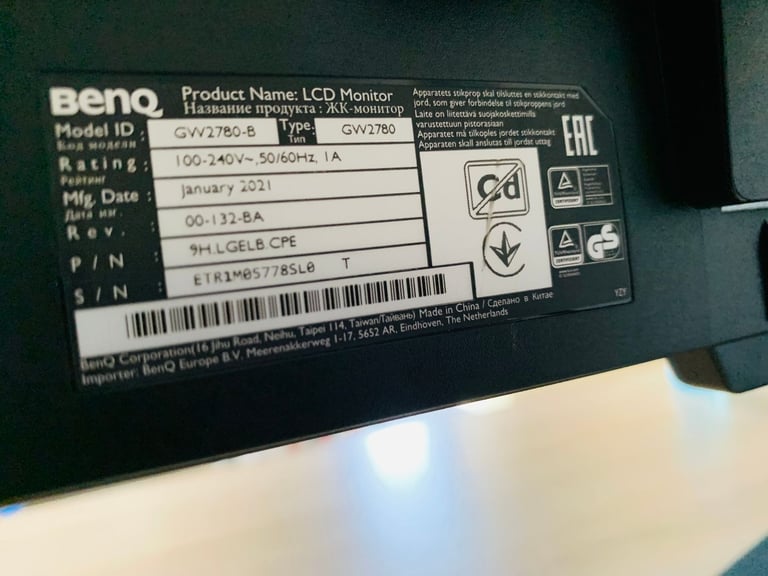 BenQ
Product Name: LCD Monitor
Название продукта : ЖК-монитор
Model ID : GW2780-B Type: GW2780
Код модели Тип
Rating : 100-240V~,50/60Hz, 1A
Рейтинг
Mfg. Date : January 2021
Дата изг.
Rev. : 00-132-BA
P/N : 9H.LGELB.CPE
S/N : ETR1M05778SL0 T
BenQ Corporation(16 Jihu Road, Neihu, Taipei 114, Taiwan/Тайвань) Made in China / Сделано в Китае
Importer: BenQ Europe B.V. Meerenakkerweg 1-17, 5652 AR, Eindhoven, The Netherlands
Apparatets stikprop skal tilsluttes en stikkontakt med
jord, som giver forbindelse til stikproppens jord
Laite on liitettävä suojakoskettimilla
varustettuun pistorasiaan
Apparatet må tilkoples jordet stikkontakt
Apparaten skall anslutas till jordat uttag
EAC
Cd
GS
YZY